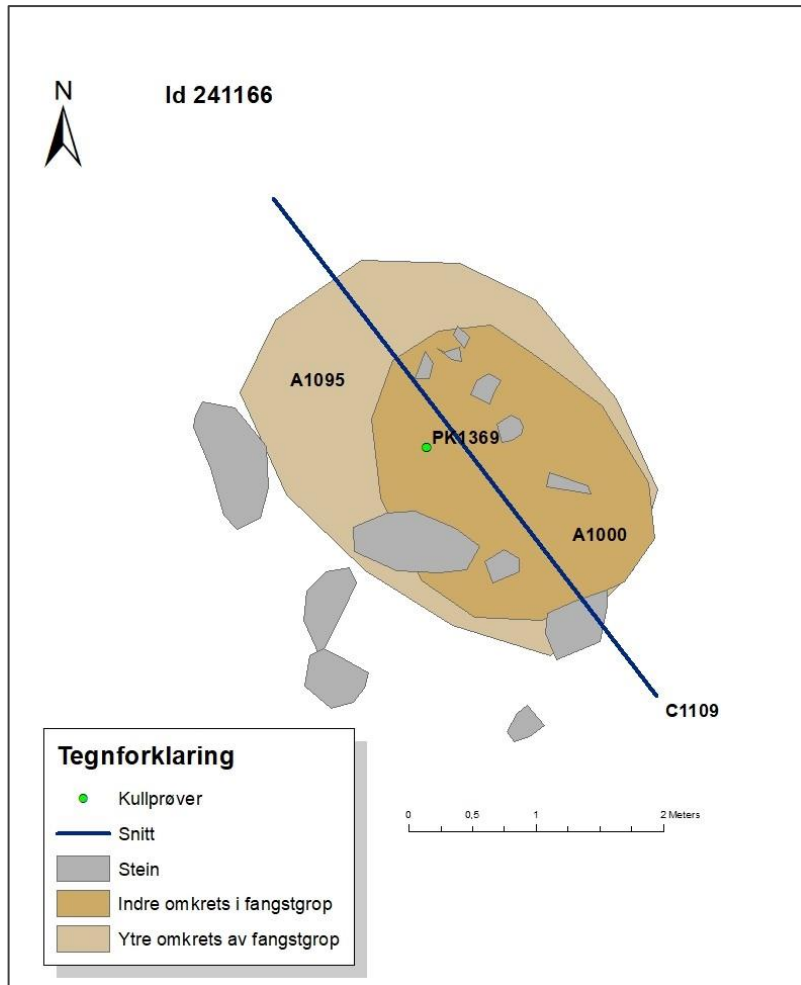 N
Id 241166
A1095
PK1369
A1000
C1109
Tegnforklaring
Kullprøver
Snitt
Stein
Indre omkrets i fangstgrop
Ytre omkrets av fangstgrop
0 0,5 1 2 Meters